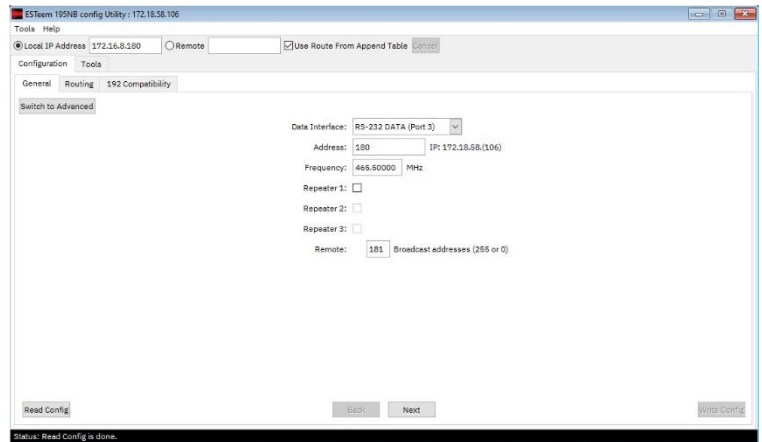 ESTeem 195NB config Utility : 172.18.58.106
Tools Help
Local IP Address 172.16.8.180 Remote Use Route From Append Table Cancel
Configuration Tools
General Routing 192 Compatibility
Switch to Advanced
Data Interface: RS-232 DATA (Port 3)
Address: 180 IP: 172.18.58.(106)
Frequency: 466.50000 MHz
Repeater 1:
Repeater 2:
Repeater 3:
Remote: 181 Broadcast addresses (255 or 0)
Read Config Back Next Write Config
Status: Read Config is done.